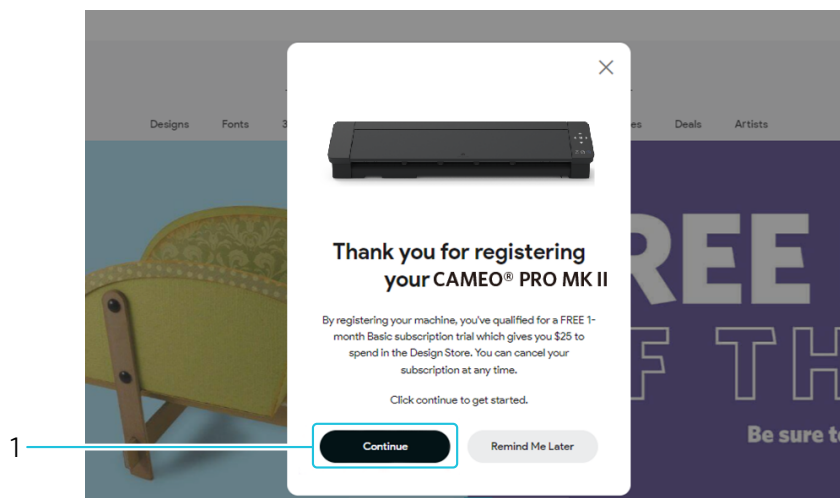 Designs Fonts 3 es Deals Artists
Thank you for registering
your CAMEO® PRO MK II
By registering your machine, you've qualified for a FREE 1-
month Basic subscription trial which gives you $25 to
spend in the Design Store. You can cancel your
subscription at any time.
Click continue to get started.
1 Continue Remind Me Later
REE
F TH
Be sure to